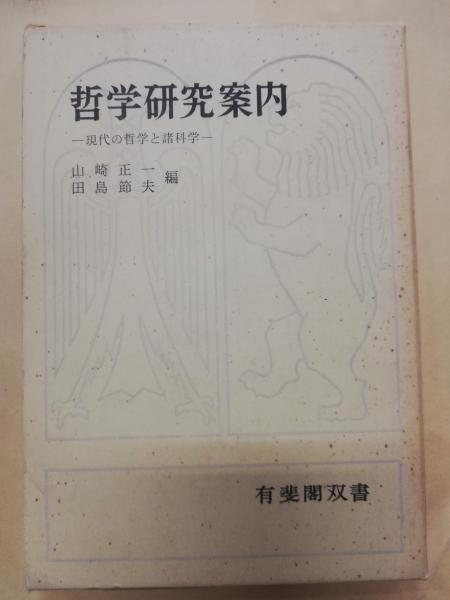 哲学研究案内
―現代の哲学と諸科学―
山崎正一
田島節夫 編
有斐閣双書